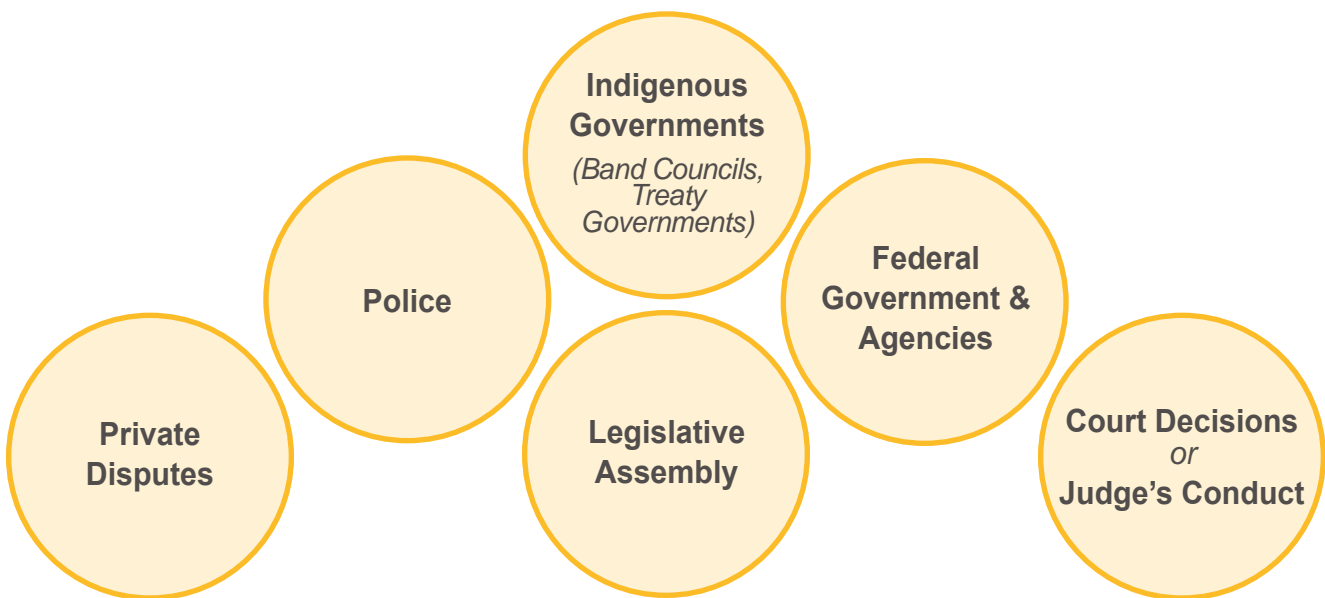 Private
Disputes
Police
Indigenous
Governments
(Band Councils,
Treaty
Governments)
Legislative
Assembly
Federal
Government &
Agencies
Court Decisions
or
Judge’s Conduct